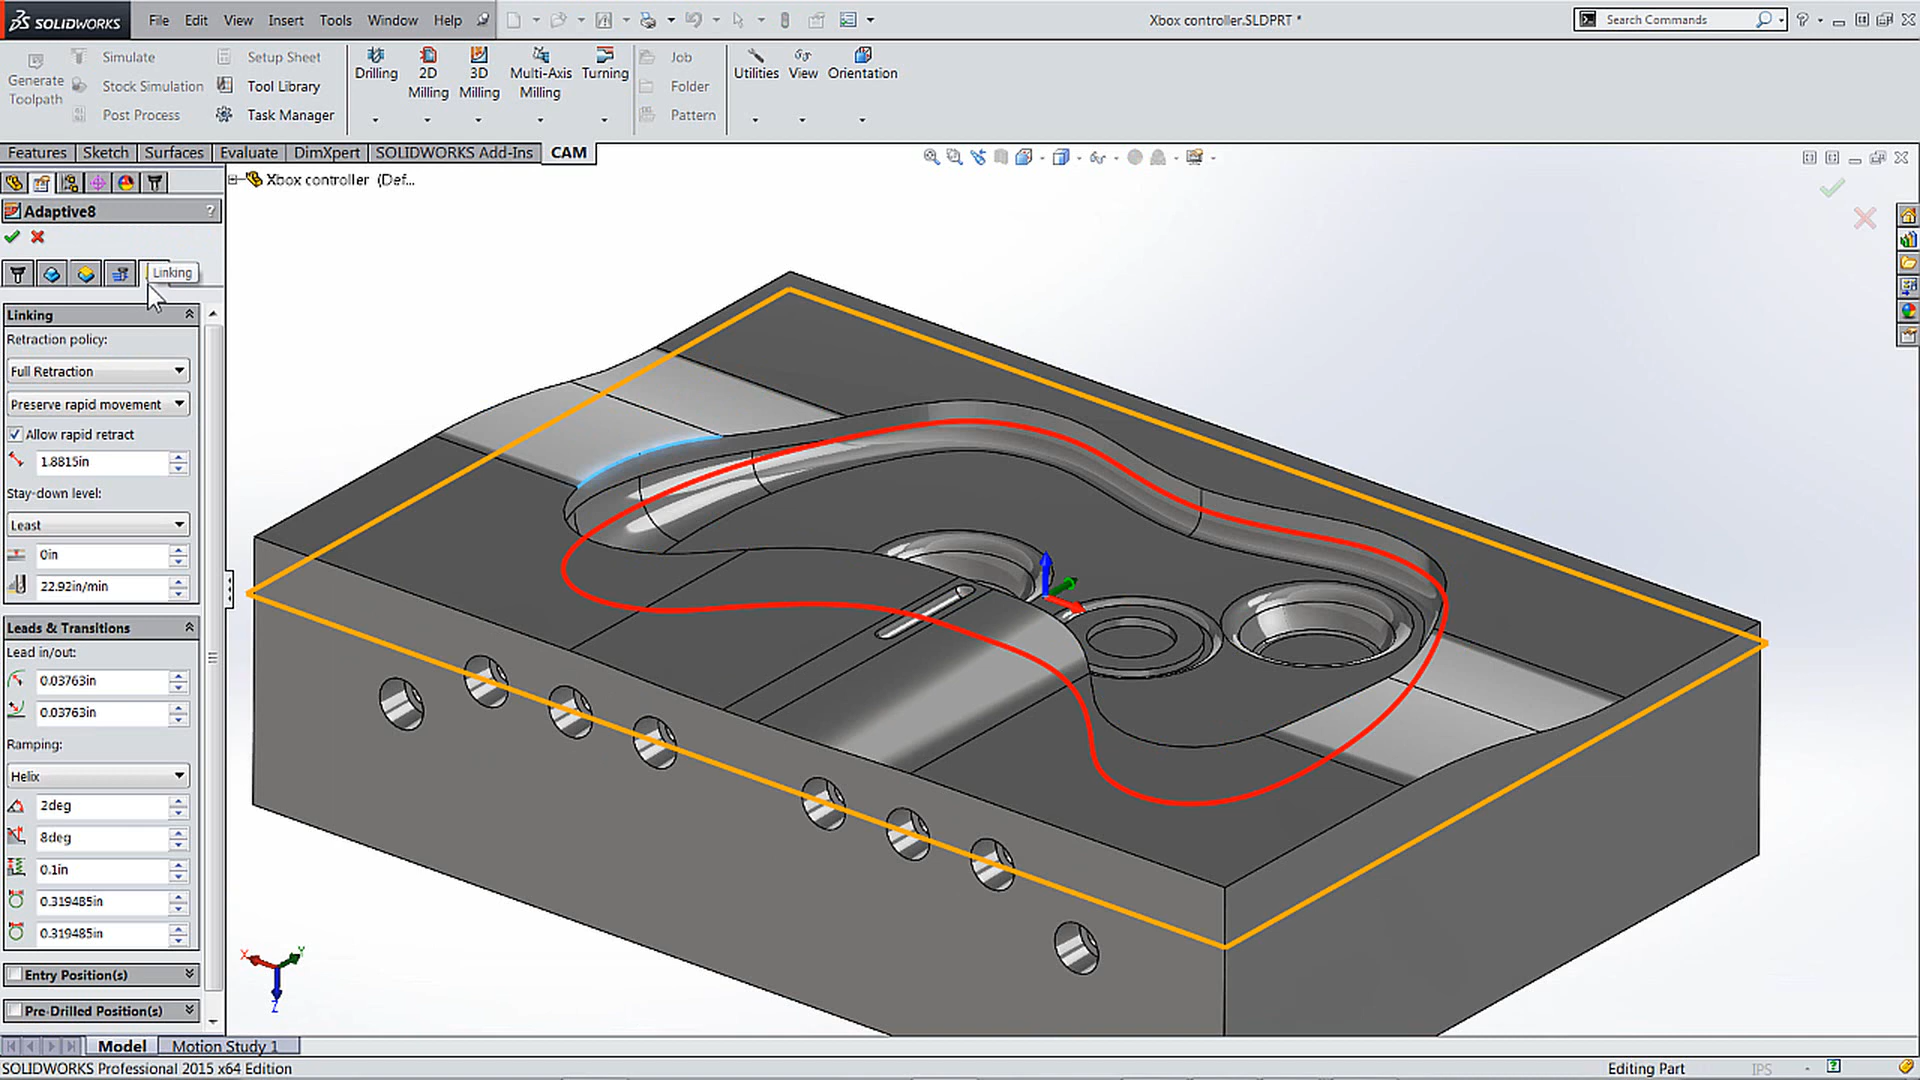 SOLIDWORKS File Edit View Insert Tools Window Help
Xbox controller.SLDPRT *
Search Commands
Generate Toolpath
Simulate
Stock Simulation
Post Process
Setup Sheet
Tool Library
Task Manager
Drilling
2D Milling
3D Milling
Multi-Axis Milling
Turning
Job
Folder
Pattern
Utilities
View
Orientation
Features Sketch Surfaces Evaluate DimXpert SOLIDWORKS Add-Ins CAM
Xbox controller (Def...
Adaptive8 ?
Linking
Linking
Retraction policy:
Full Retraction
Preserve rapid movement
Allow rapid retract
1.8815in
Stay-down level:
Least
0in
22.92in/min
Leads & Transitions
Lead in/out:
0.03763in
0.03763in
Ramping:
Helix
2deg
8deg
0.1in
0.319485in
0.319485in
Entry Position(s)
Pre-Drilled Position(s)
X Y Z
Model Motion Study 1
SOLIDWORKS Professional 2015 x64 Edition
Editing Part IPS